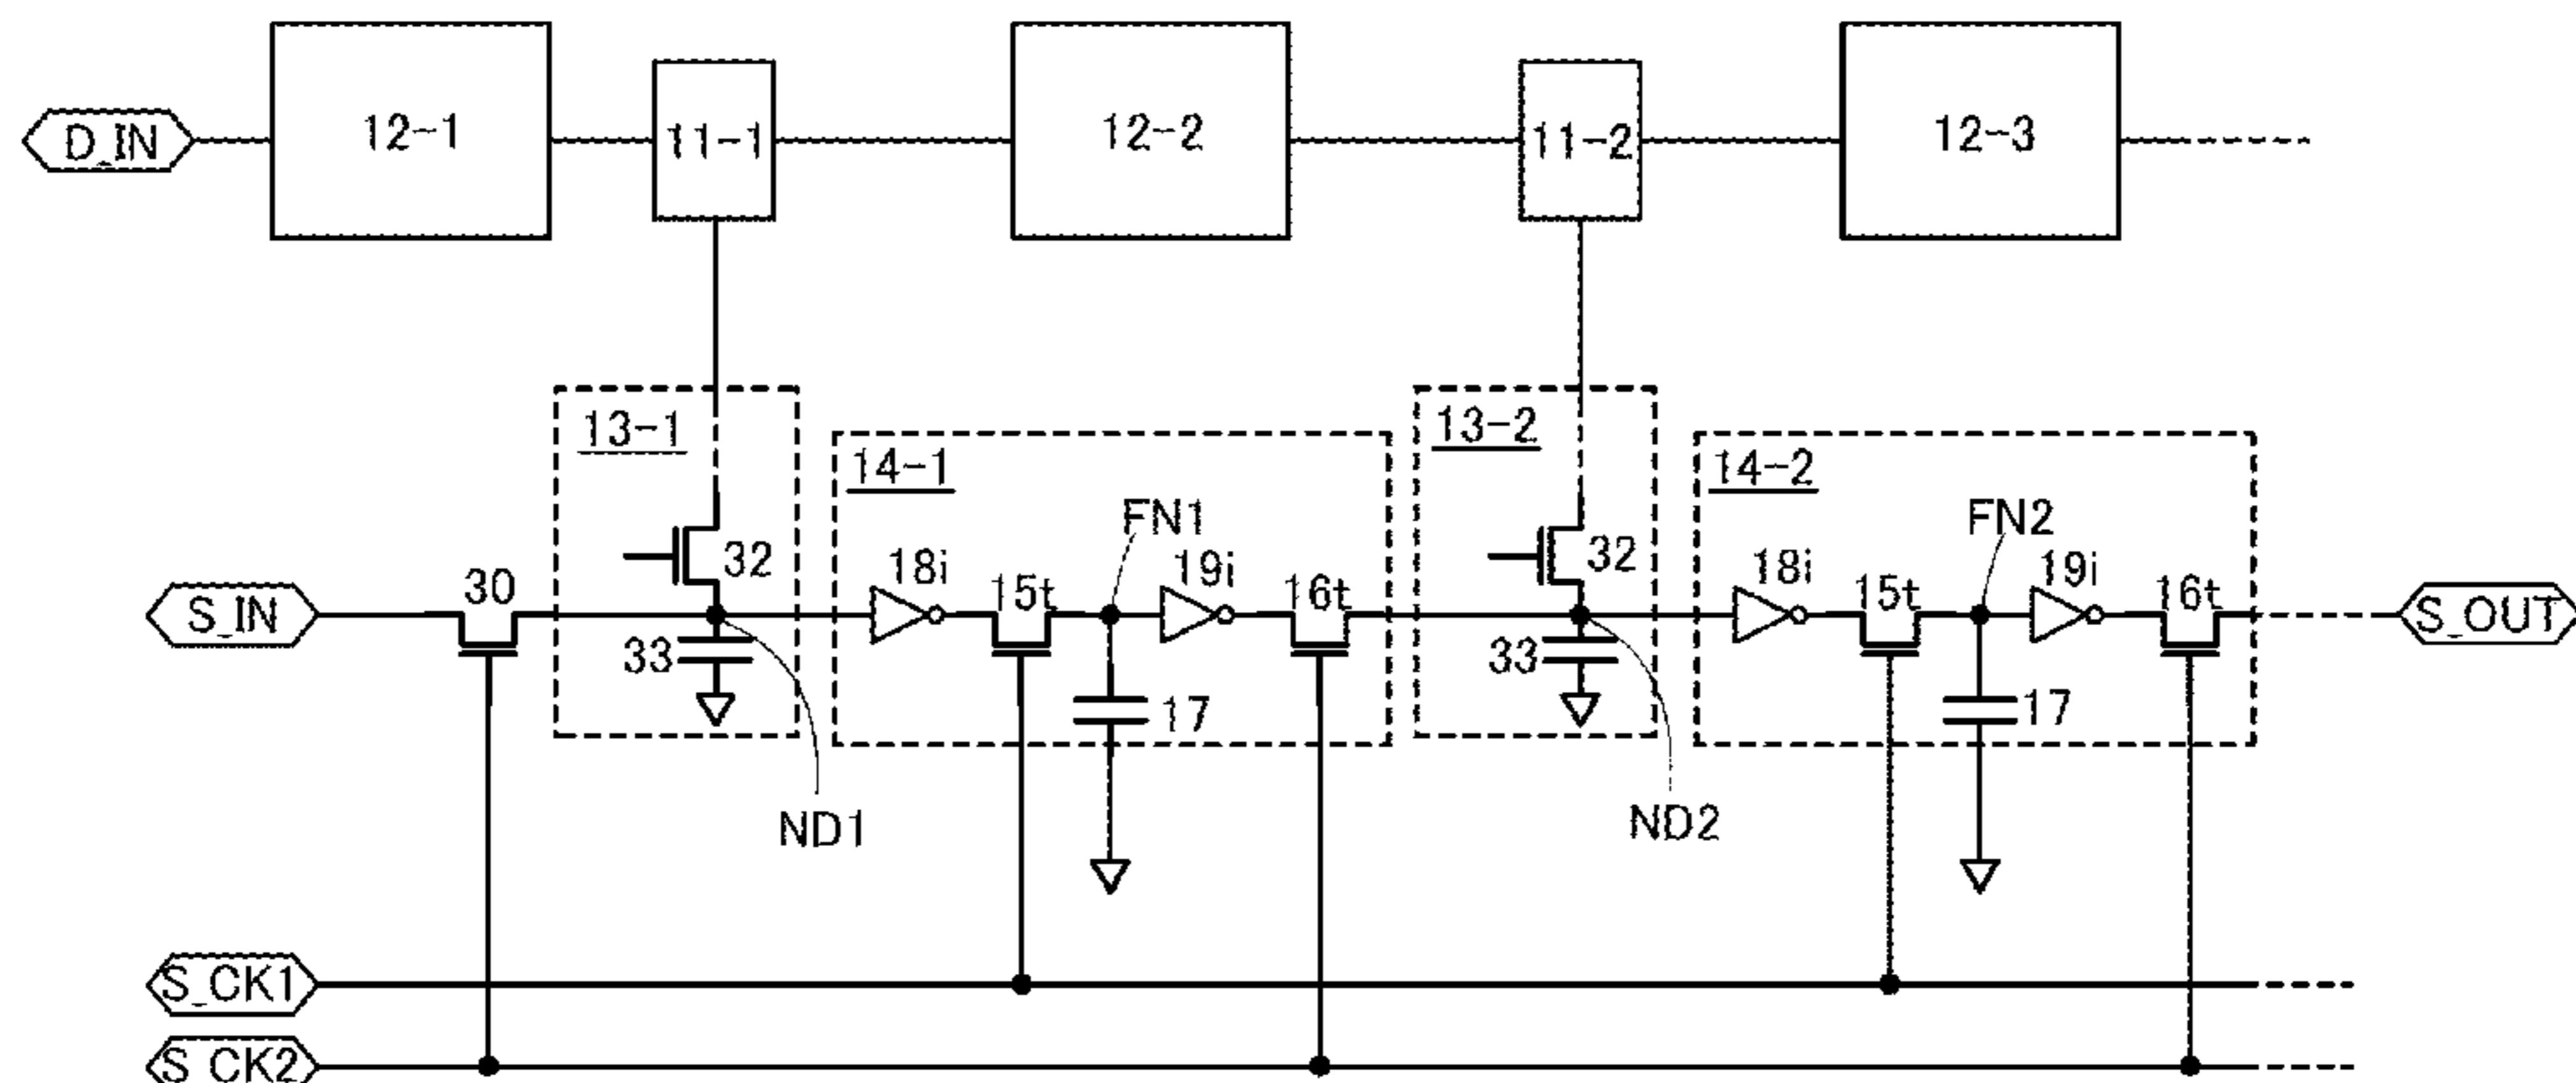 D_IN 12-1 11-1 12-2 11-2 12-3
13-1 13-2
14-1 14-2
FN1 FN2
32 32
30 18i 15t 19i 16t 18i 15t 19i 16t
S_IN S_OUT
33 33
17 17
ND1 ND2
S_CK1
S_CK2